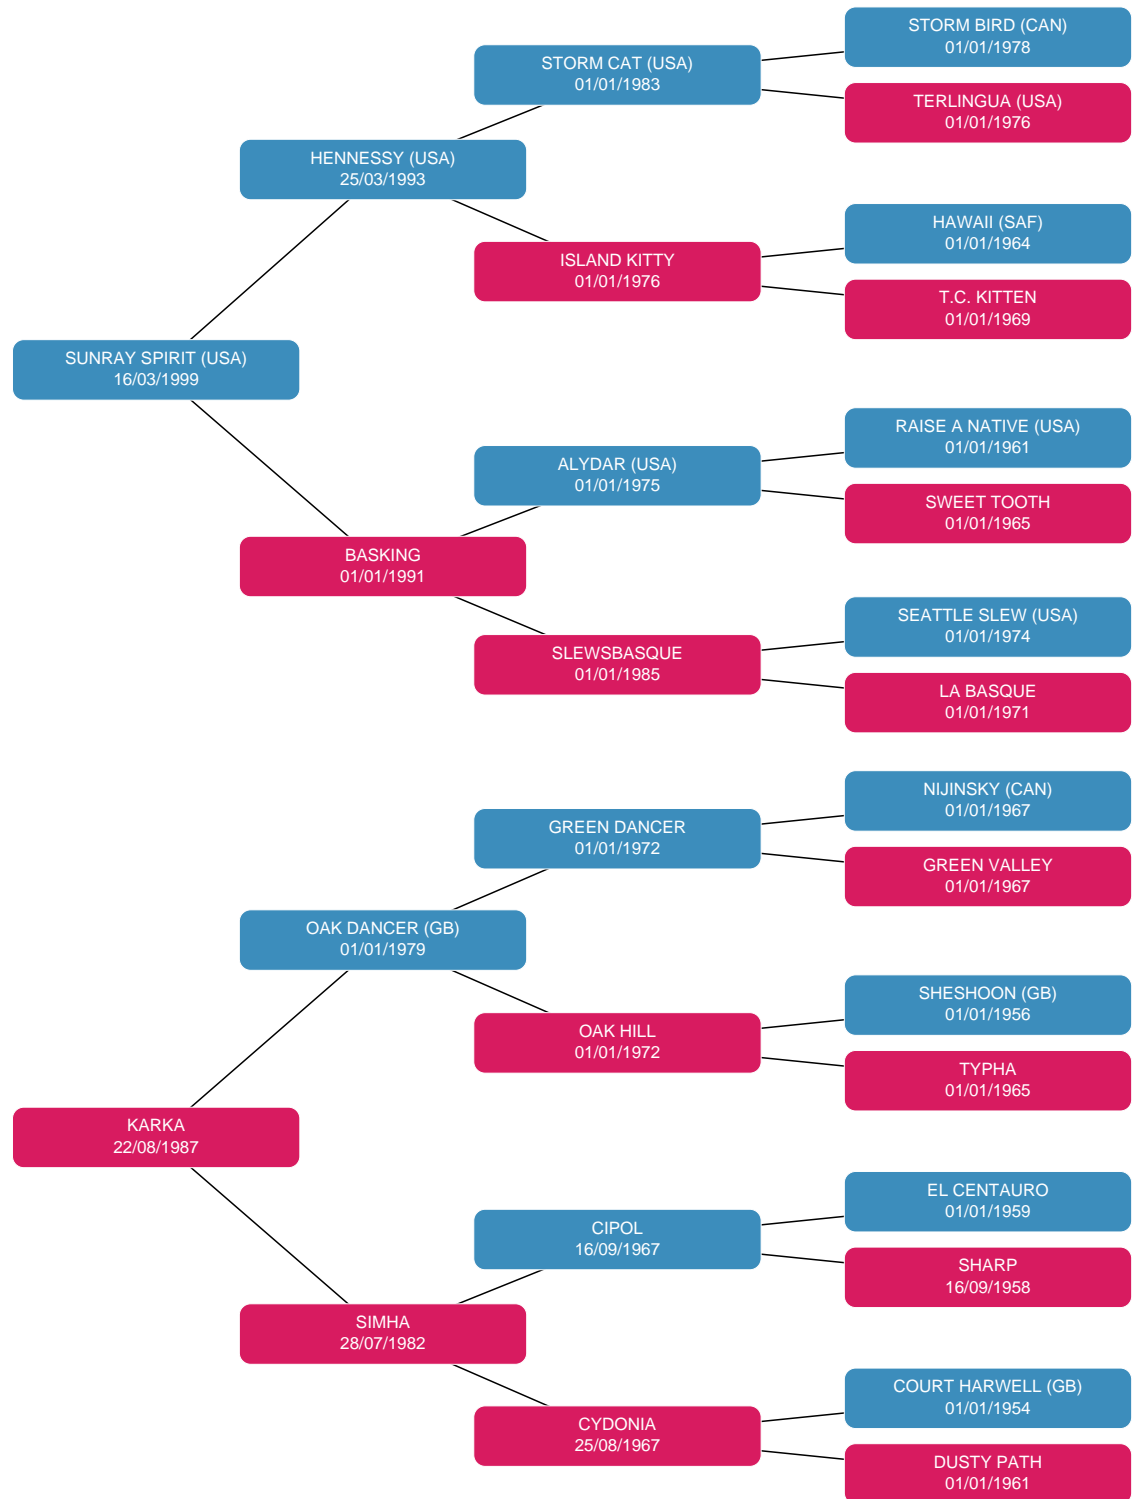 STORM BIRD (CAN)
01/01/1978
STORM CAT (USA)
01/01/1983
TERLINGUA (USA)
01/01/1976
HENNESSY (USA)
25/03/1993
HAWAII (SAF)
01/01/1964
ISLAND KITTY
01/01/1976
T.C. KITTEN
01/01/1969
SUNRAY SPIRIT (USA)
16/03/1999
RAISE A NATIVE (USA)
01/01/1961
ALYDAR (USA)
01/01/1975
SWEET TOOTH
01/01/1965
BASKING
01/01/1991
SEATTLE SLEW (USA)
01/01/1974
SLEWSBASQUE
01/01/1985
LA BASQUE
01/01/1971
NIJINSKY (CAN)
01/01/1967
GREEN DANCER
01/01/1972
GREEN VALLEY
01/01/1967
OAK DANCER (GB)
01/01/1979
SHESHOON (GB)
01/01/1956
OAK HILL
01/01/1972
TYPHA
01/01/1965
KARKA
22/08/1987
EL CENTAURO
01/01/1959
CIPOL
16/09/1967
SHARP
16/09/1958
SIMHA
28/07/1982
COURT HARWELL (GB)
01/01/1954
CYDONIA
25/08/1967
DUSTY PATH
01/01/1961